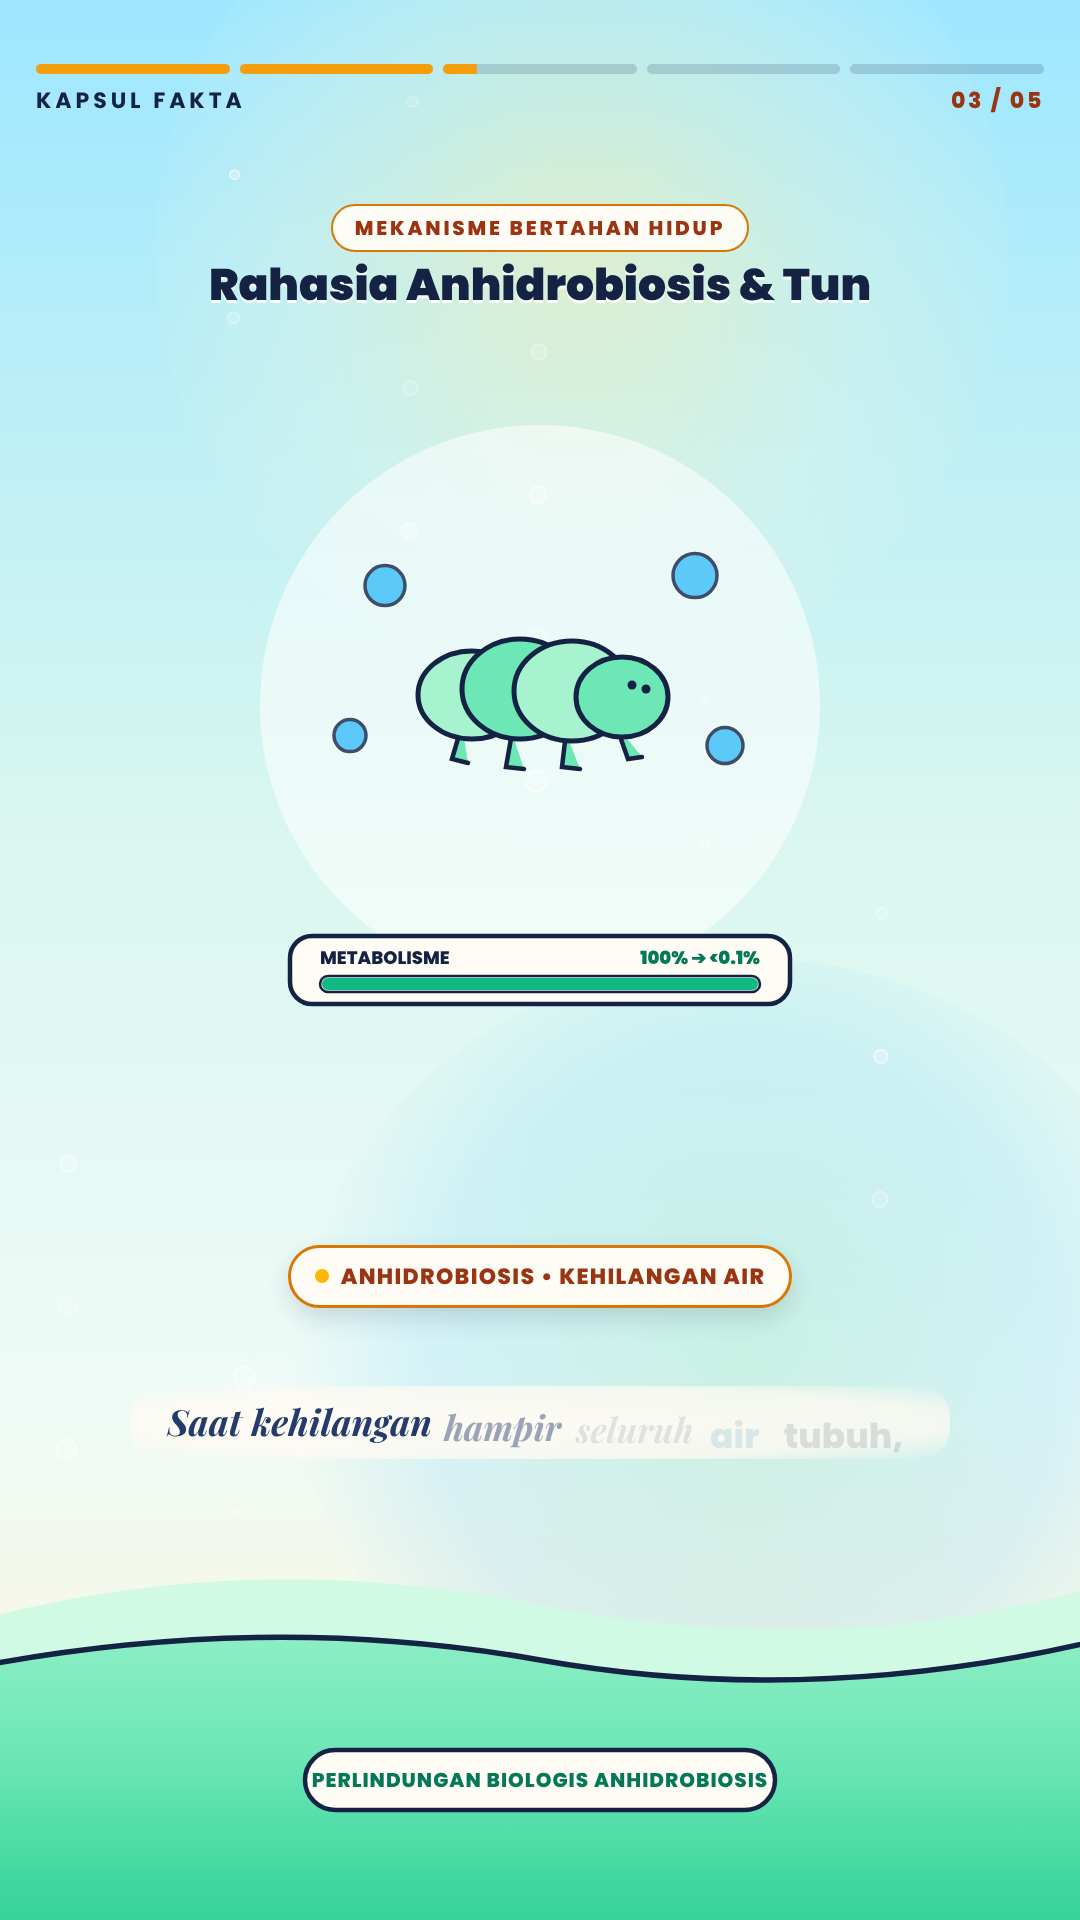 KAPSUL FAKTA
03 / 05
MEKANISME BERTAHAN HIDUP
Rahasia Anhidrobiosis & Tun
METABOLISME
100% → <0.1%
ANHIDROBIOSIS • KEHILANGAN AIR
Saat kehilangan hampir seluruh air tubuh,
PERLINDUNGAN BIOLOGIS ANHIDROBIOSIS